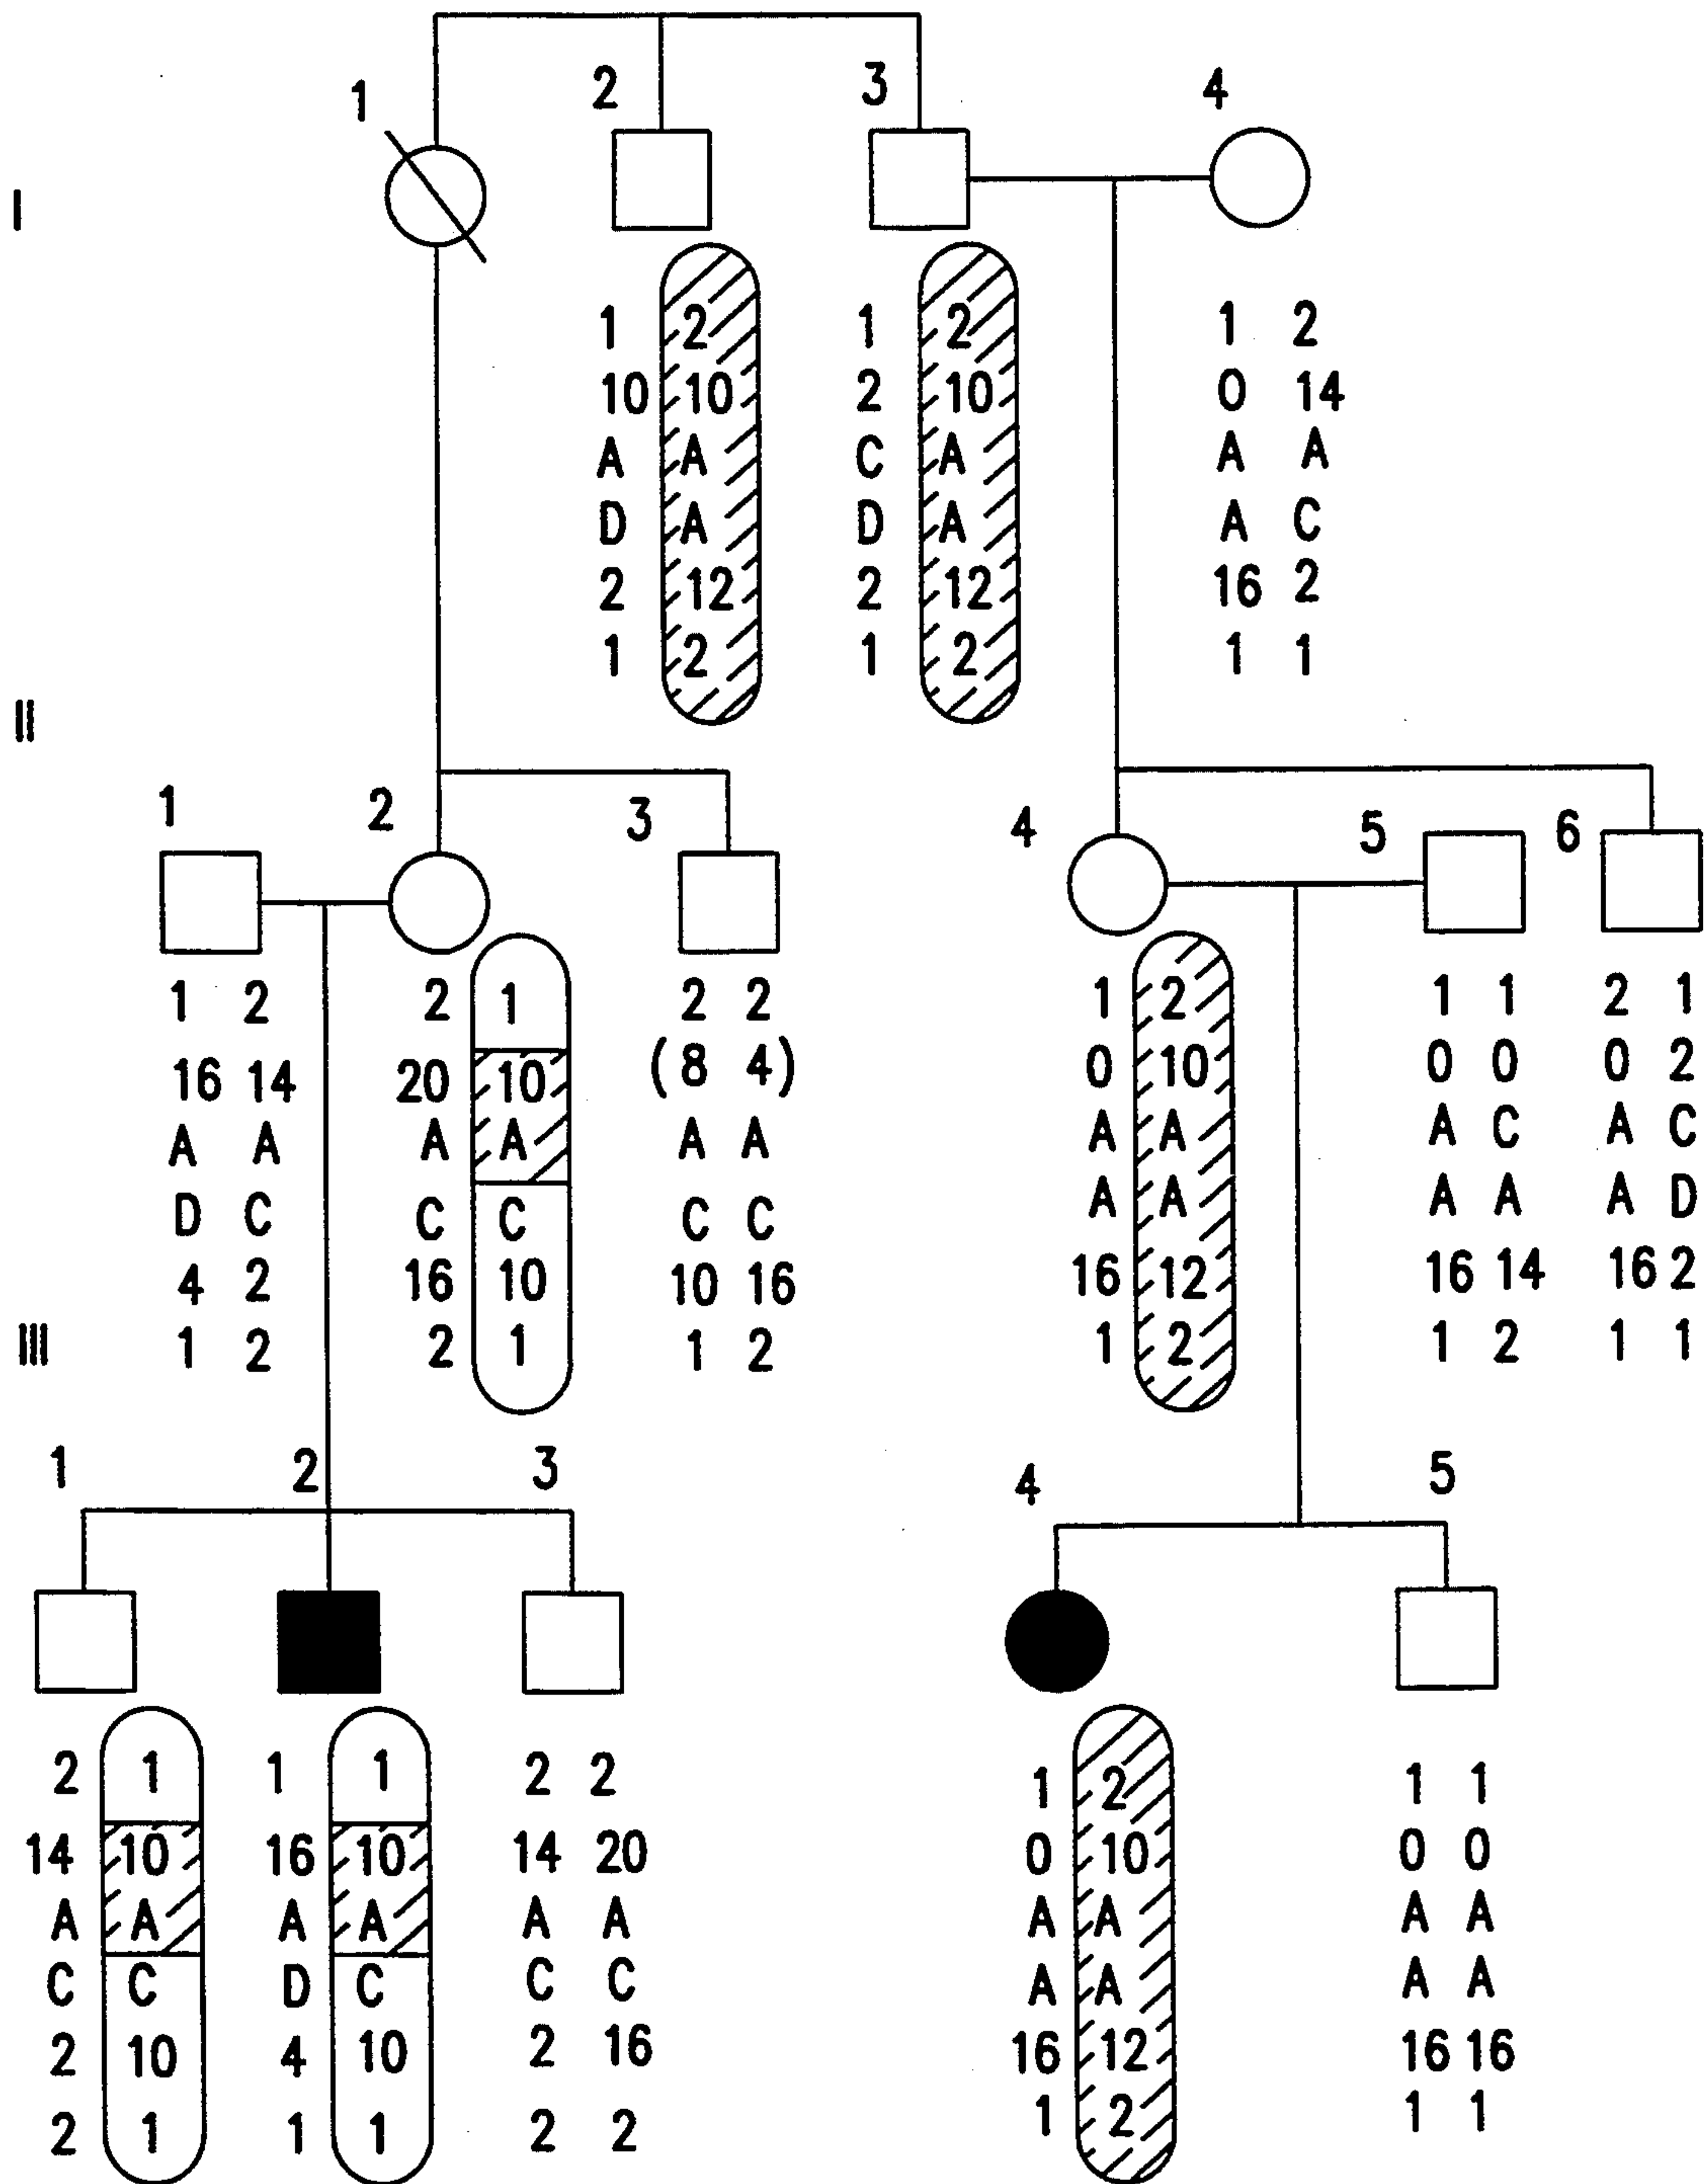 1 2 3 4
I
1 2 1 2 1 2
10 10 2 10 0 14
A A C A A A
D A D A A C
2 12 2 12 16 2
1 2 1 2 1 1
II
1 2 3 4 5 6
1 2 2 1 2 2 1 2 1 1 2 1
16 14 20 10 (8 4) 0 10 0 0 0 2
A A A A A A A A A C A C
D C C C C C A A A A A D
4 2 16 10 10 16 16 12 16 14 16 2
III
1 2 2 1 1 2 1 2 1 2 1 1
1 2 3 4 5
2 1 1 1 2 2 1 2 1 1
14 10 16 10 14 20 0 10 0 0
A A A A A A A A A A
C C D C C C A A A A
2 10 4 10 2 16 16 12 16 16
2 1 1 1 2 2 1 2 1 1